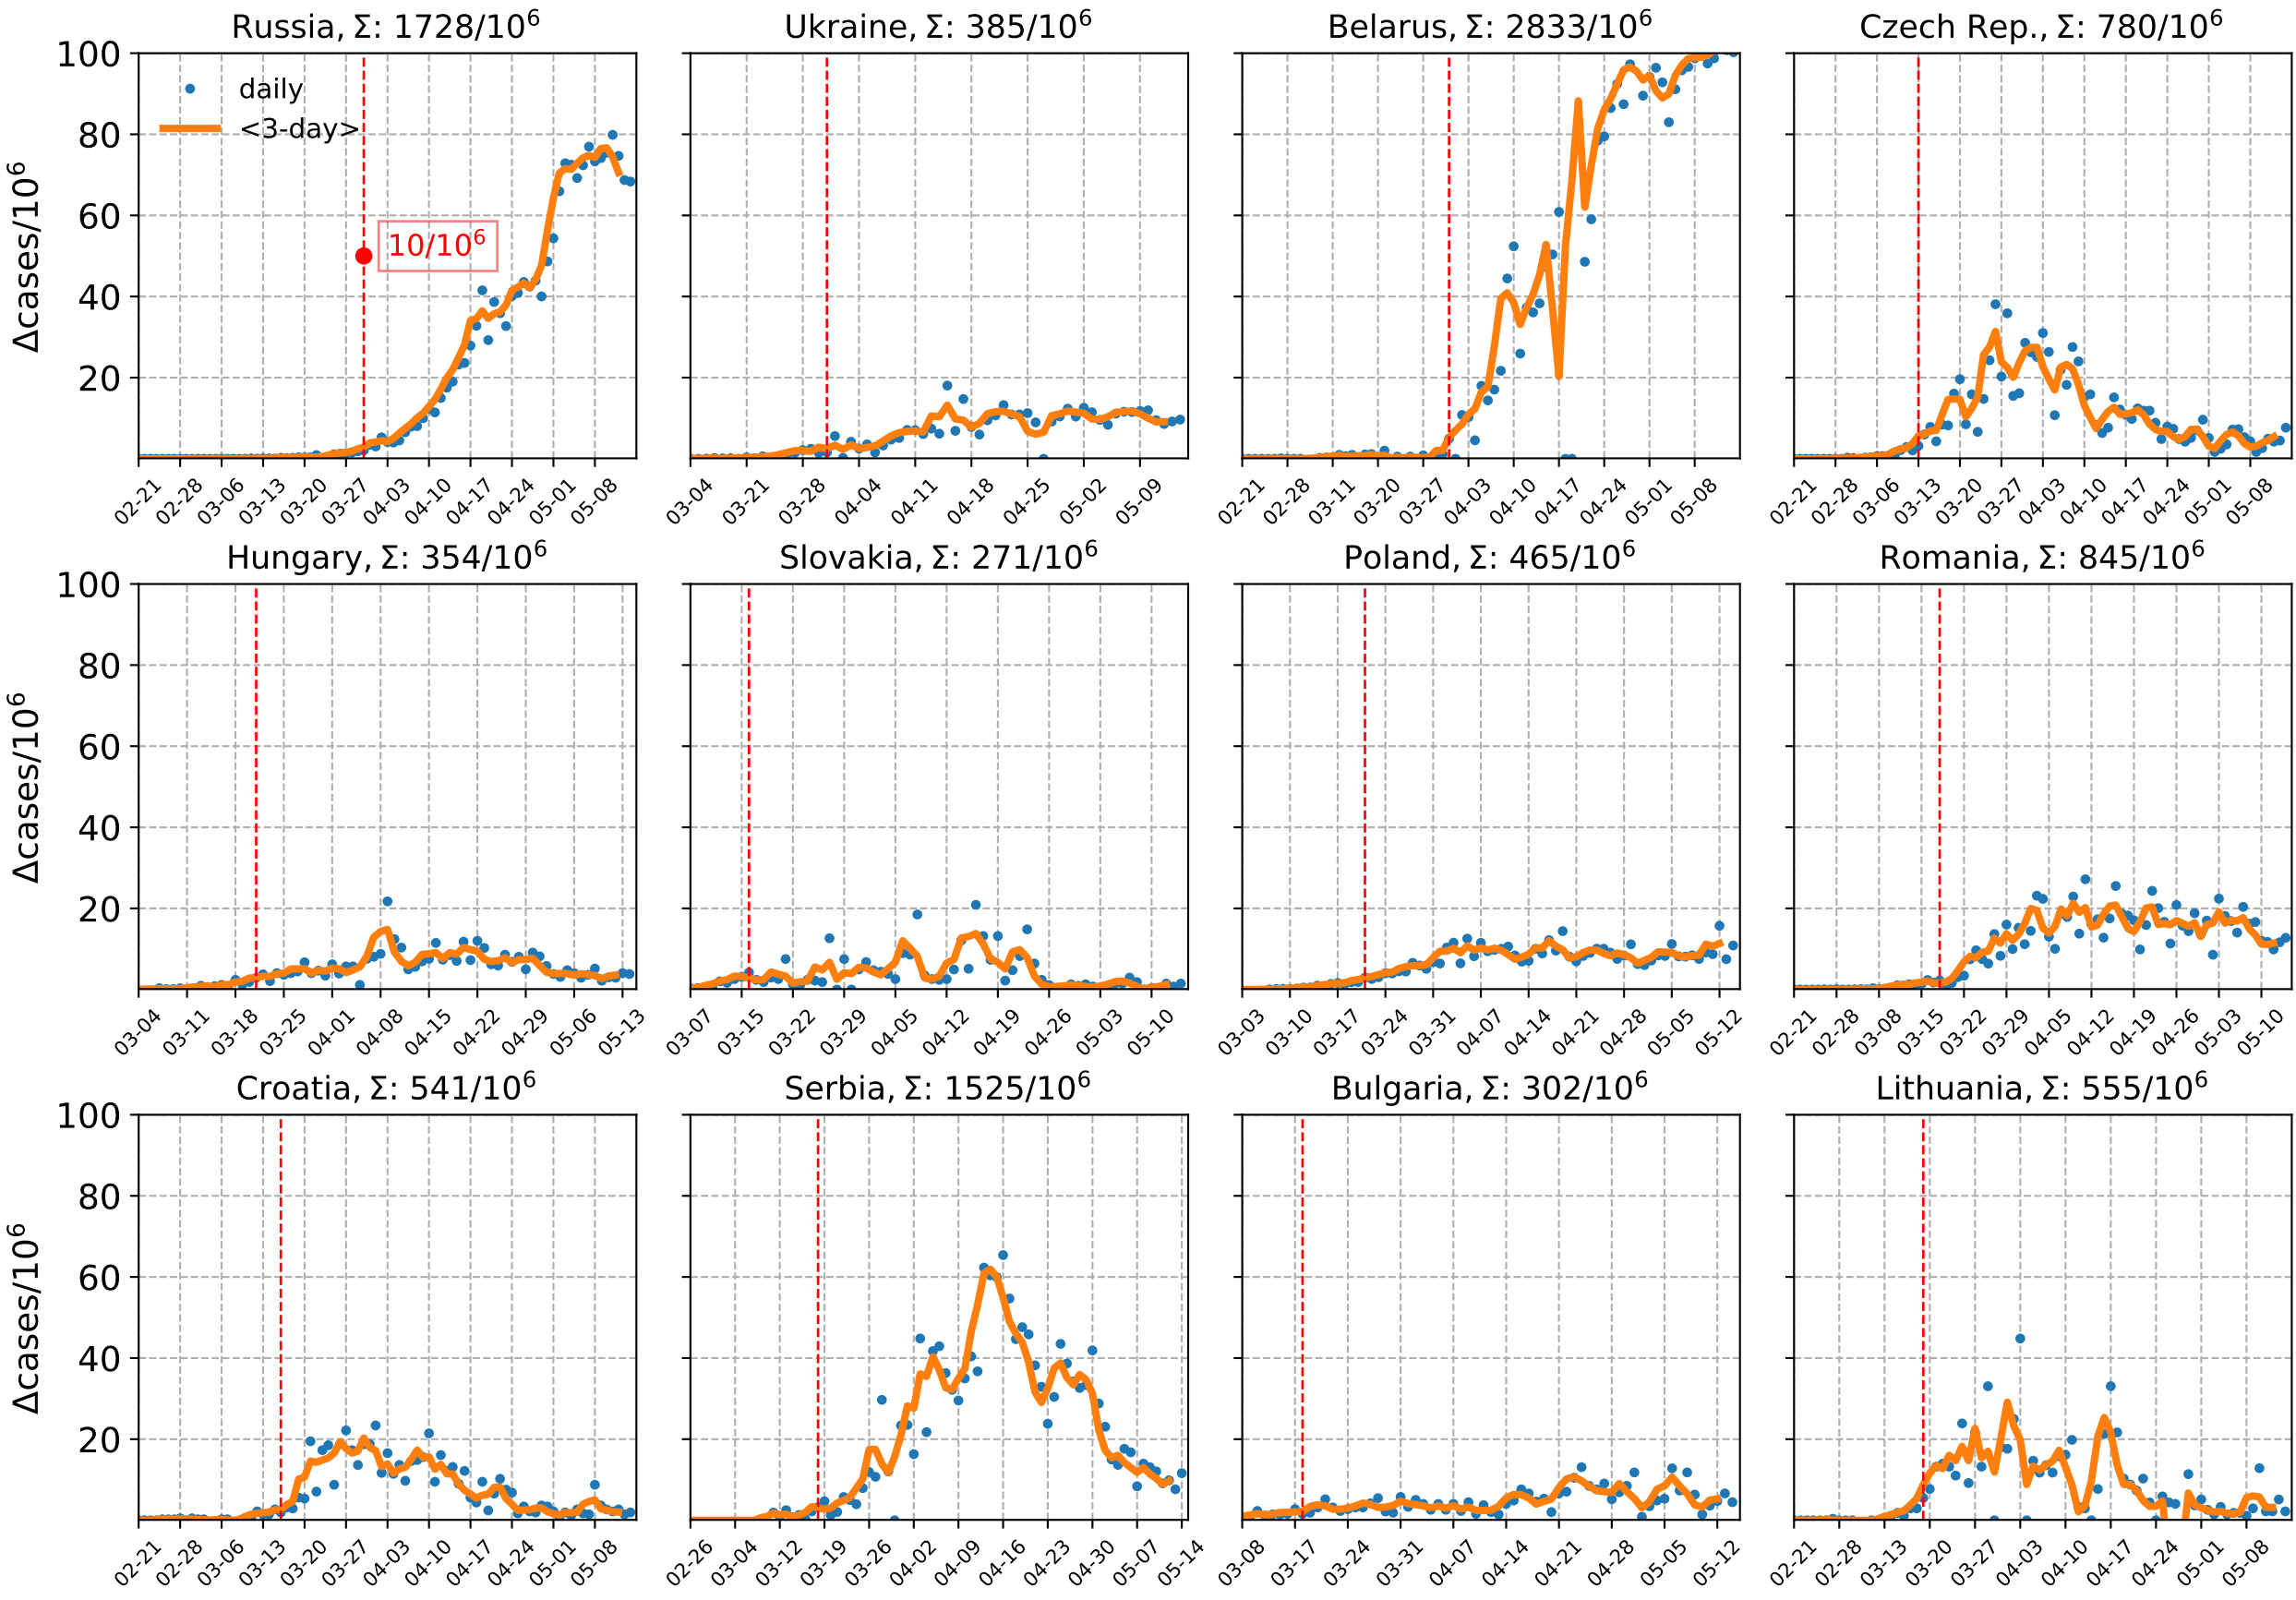 Russia, Σ: 1728/10⁶
Ukraine, Σ: 385/10⁶
Belarus, Σ: 2833/10⁶
Czech Rep., Σ: 780/10⁶
Δcases/10⁶
100
80
60
40
20
daily
<3-day>
10/10⁶
02-21 02-28 03-06 03-13 03-20 03-27 04-03 04-10 04-17 04-24 05-01 05-08
03-04 03-21 03-28 04-04 04-11 04-18 04-25 05-02 05-09
02-21 02-28 03-11 03-20 03-27 04-03 04-10 04-17 04-24 05-01 05-08
02-21 02-28 03-06 03-13 03-20 03-27 04-03 04-10 04-17 04-24 05-01 05-08
Hungary, Σ: 354/10⁶
Slovakia, Σ: 271/10⁶
Poland, Σ: 465/10⁶
Romania, Σ: 845/10⁶
Δcases/10⁶
100
80
60
40
20
03-04 03-11 03-18 03-25 04-01 04-08 04-15 04-22 04-29 05-06 05-13
03-07 03-15 03-22 03-29 04-05 04-12 04-19 04-26 05-03 05-10
03-03 03-10 03-17 03-24 03-31 04-07 04-14 04-21 04-28 05-05 05-12
02-21 02-28 03-08 03-15 03-22 03-29 04-05 04-12 04-19 04-26 05-03 05-10
Croatia, Σ: 541/10⁶
Serbia, Σ: 1525/10⁶
Bulgaria, Σ: 302/10⁶
Lithuania, Σ: 555/10⁶
Δcases/10⁶
100
80
60
40
20
02-21 02-28 03-06 03-13 03-20 03-27 04-03 04-10 04-17 04-24 05-01 05-08
02-26 03-04 03-12 03-19 03-26 04-02 04-09 04-16 04-23 04-30 05-07 05-14
03-08 03-17 03-24 03-31 04-07 04-14 04-21 04-28 05-05 05-12
02-21 02-28 03-13 03-20 03-27 04-03 04-10 04-17 04-24 05-01 05-08